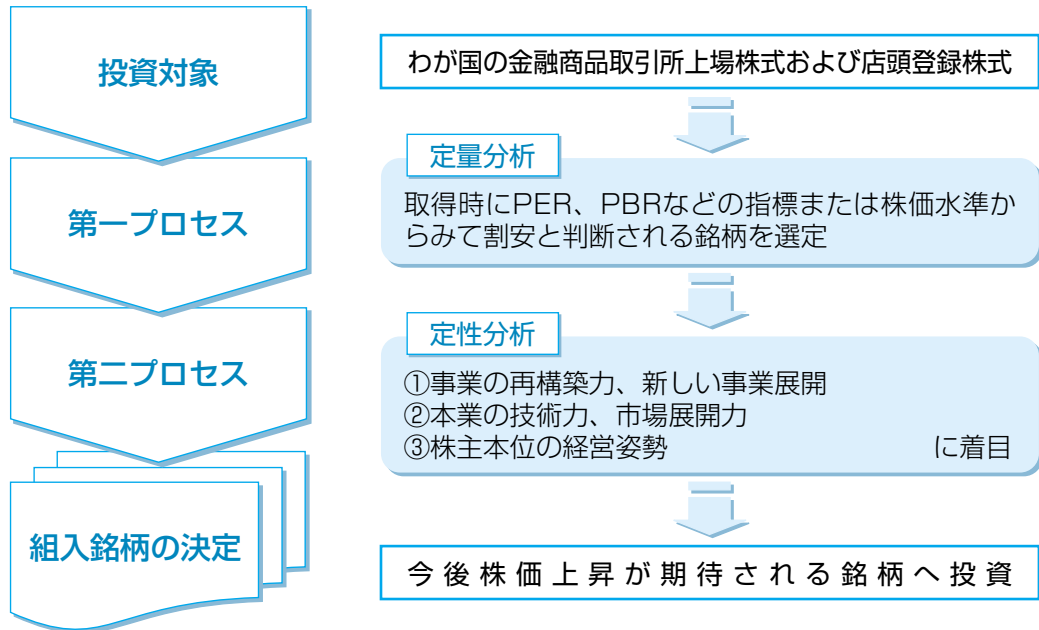 投資対象
わが国の金融商品取引所上場株式および店頭登録株式
第一プロセス
定量分析
取得時にPER、PBRなどの指標または株価水準か
らみて割安と判断される銘柄を選定
第二プロセス
定性分析
①事業の再構築力、新しい事業展開
②本業の技術力、市場展開力
③株主本位の経営姿勢 に着目
組入銘柄の決定
今後株価上昇が期待される銘柄へ投資